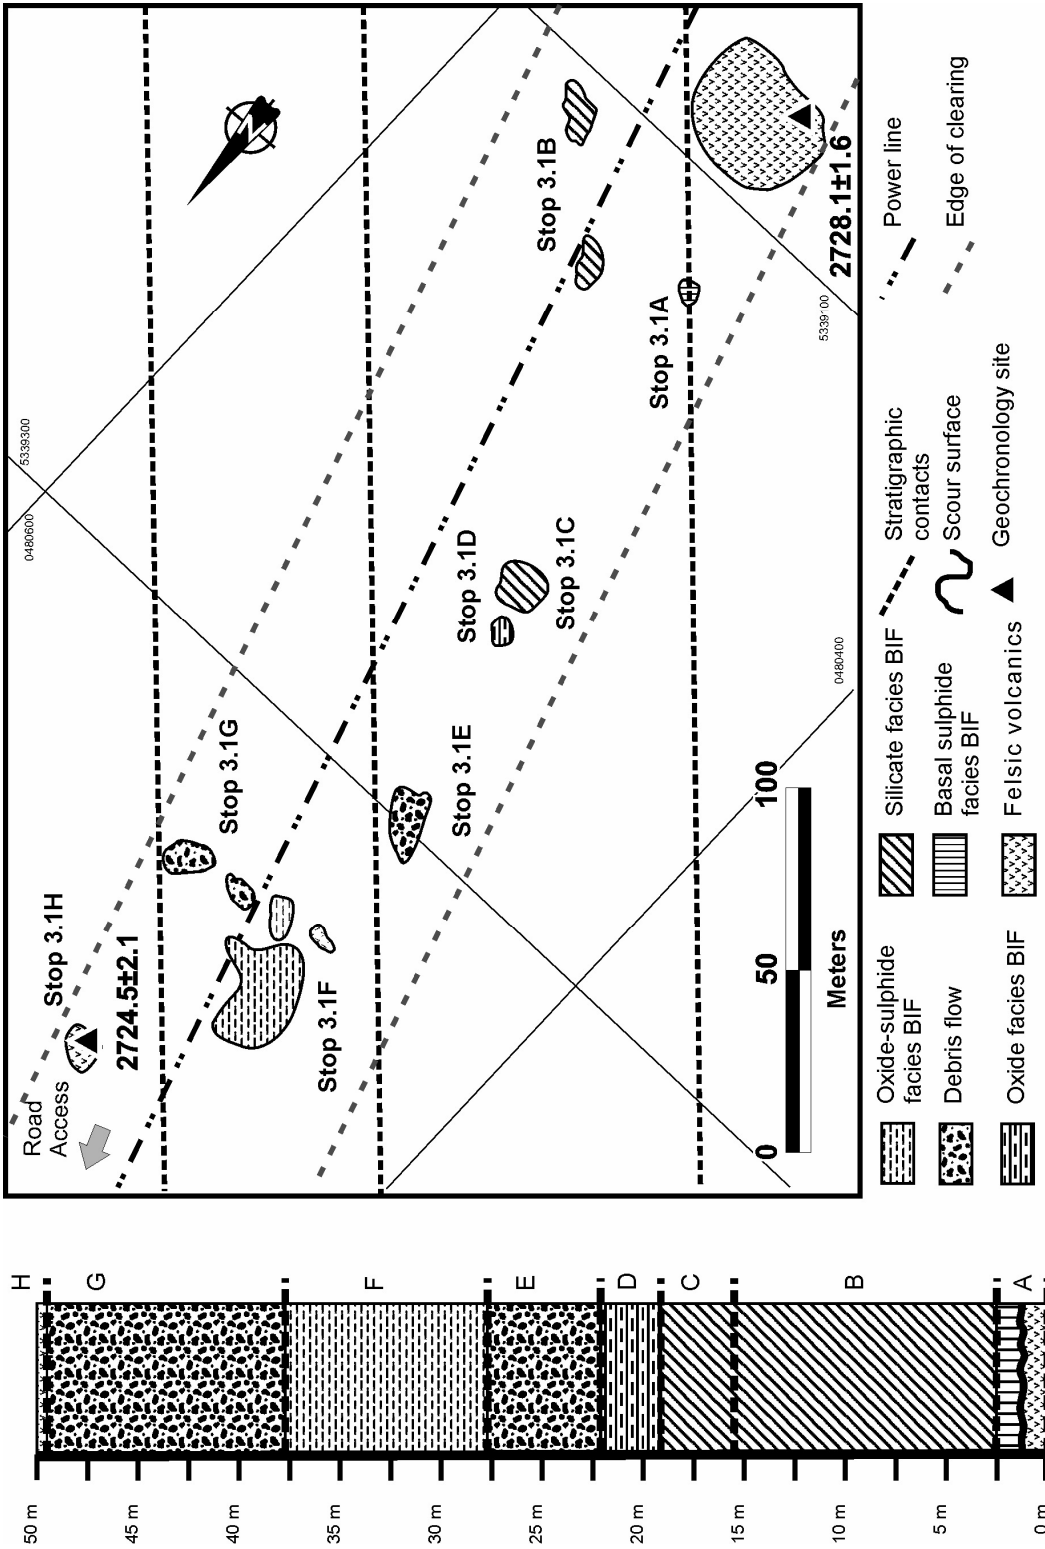 0480600
5339300
Stop 3.1H
2724.5±2.1
Road
Access
Stop 3.1G
Stop 3.1F
Stop 3.1E
Stop 3.1D
Stop 3.1C
Stop 3.1B
Stop 3.1A
N
0480400
5339100
2728.1±1.6
0
50
100
Meters
Oxide-sulphide
facies BIF
Debris flow
Oxide facies BIF
Silicate facies BIF
Basal sulphide
facies BIF
Felsic volcanics
Stratigraphic
contacts
Scour surface
Geochronology site
Power line
Edge of clearing
H
G
F
E
D
C
B
A
50 m
45 m
40 m
35 m
30 m
25 m
20 m
15 m
10 m
5 m
0 m